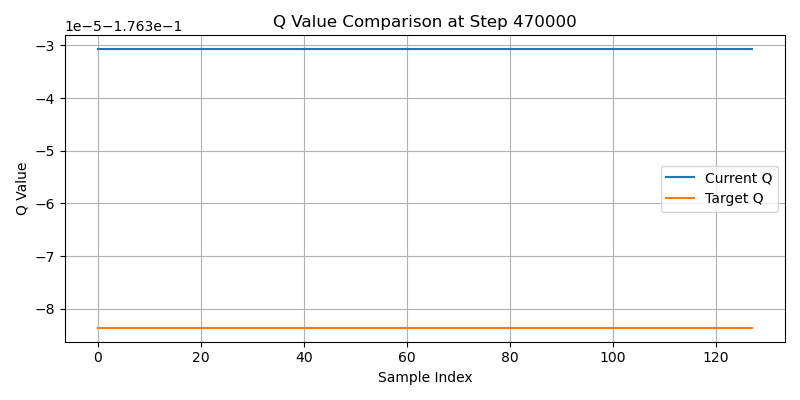 Q Value Comparison at Step 470000
1e−5−1.763e−1
−3
−4
−5
−6
−7
−8
Q Value
Current Q
Target Q
0 20 40 60 80 100 120
Sample Index